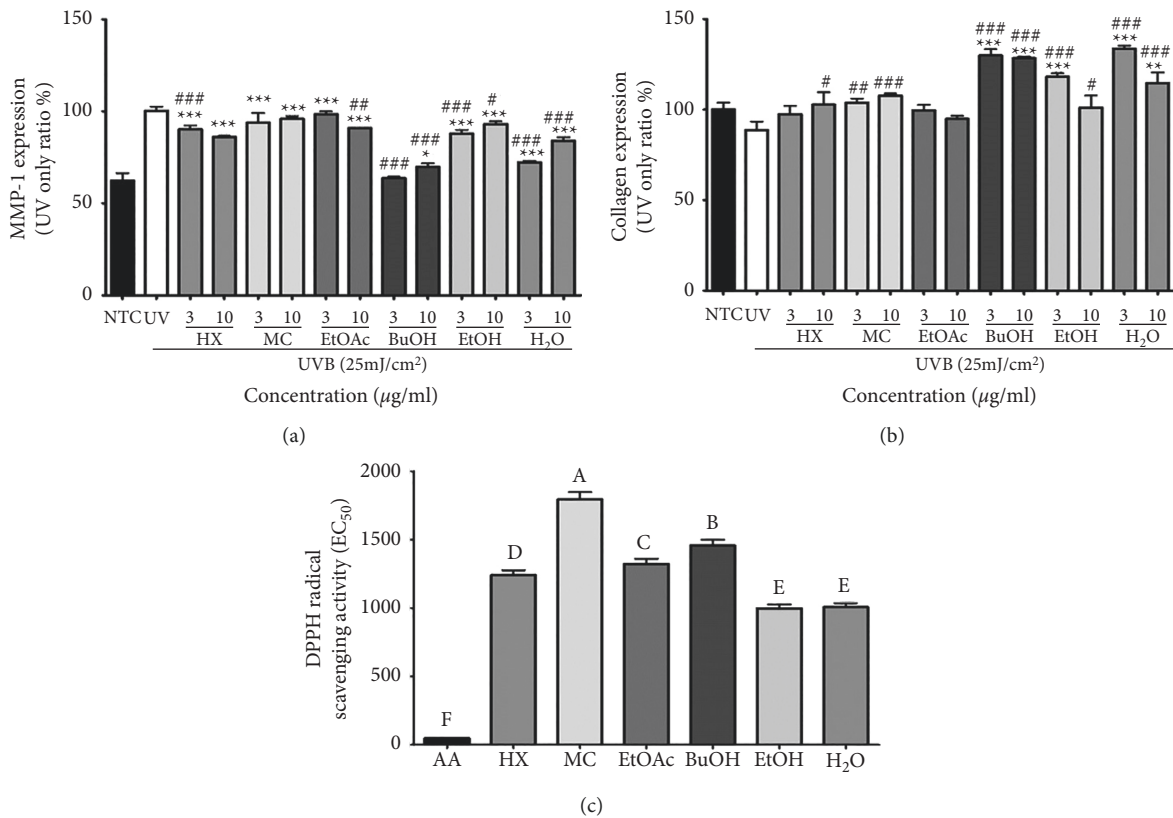 150
100
50
0
MMP-1 expression
(UV only ratio %)
###
***
***
***
***
***
##
***
###
###
*
###
***
#
***
###
***
###
***
NTC UV 3 10 3 10 3 10 3 10 3 10 3 10
HX MC EtOAc BuOH EtOH H₂O
UVB (25mJ/cm²)
Concentration (μg/ml)
(a)
150
100
50
0
Collagen expression
(UV only ratio %)
#
##
###
###
***
###
***
###
***
#
###
***
###
**
NTC UV 3 10 3 10 3 10 3 10 3 10 3 10
HX MC EtOAc BuOH EtOH H₂O
UVB (25mJ/cm²)
Concentration (μg/ml)
(b)
2000
1500
1000
500
0
DPPH radical
scavenging activity (EC₅₀)
F D A C B E E
AA HX MC EtOAc BuOH EtOH H₂O
(c)